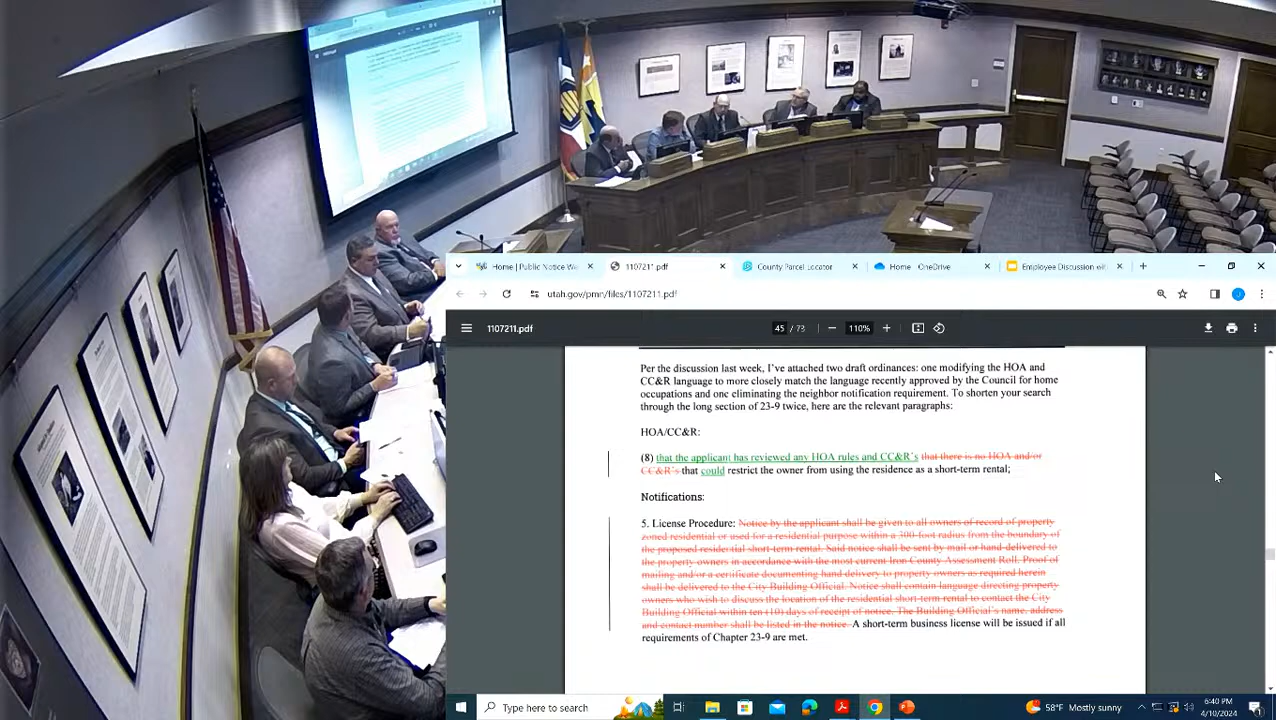 Home | Public Notice We
1107211.pdf
County Parcel Locator
Home - OneDrive
Employee Discussion wit
utah.gov/pmn/files/1107211.pdf
1107211.pdf
45 / 73
110%
Per the discussion last week, I've attached two draft ordinances: one modifying the HOA and
CC&R language to more closely match the language recently approved by the Council for home
occupations and one eliminating the neighbor notification requirement. To shorten your search
through the long section of 23-9 twice, here are the relevant paragraphs:
HOA/CC&R:
(8) that the applicant has reviewed any HOA rules and CC&R's that there is no HOA and/or
CC&R's that could restrict the owner from using the residence as a short-term rental;
Notifications:
5. License Procedure: Notice by the applicant shall be given to all owners of record of property
zoned residential or used for a residential purpose within a 300-foot radius from the boundary of
the proposed residential short-term rental. Said notice shall be sent by mail or hand-delivered to
the property owners in accordance with the most current Iron County Assessment Roll. Proof of
mailing and/or a certificate documenting hand delivery to property owners as required herein
shall be delivered to the City Building Official. Notice shall contain language directing property
owners who wish to discuss the location of the residential short-term rental to contact the City
Building Official within ten (10) days of receipt of notice. The Building Official's name, address
and contact number shall be listed in the notice. A short-term business license will be issued if all
requirements of Chapter 23-9 are met.
Type here to search
58°F Mostly sunny
6:40 PM
4/10/2024